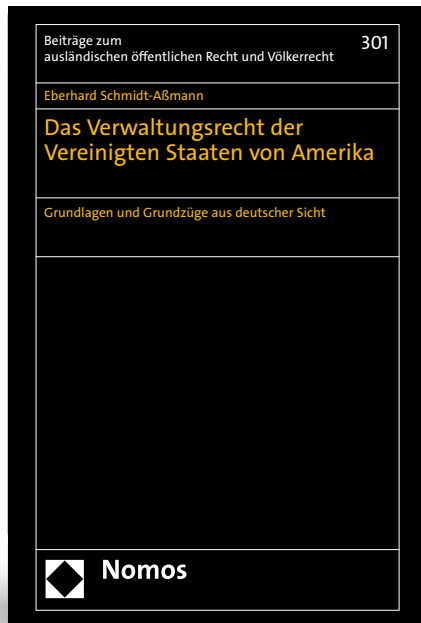 Beiträge zum
ausländischen öffentlichen Recht und Völkerrecht
301
Eberhard Schmidt-Aßmann
Das Verwaltungsrecht der
Vereinigten Staaten von Amerika
Grundlagen und Grundzüge aus deutscher Sicht
Nomos